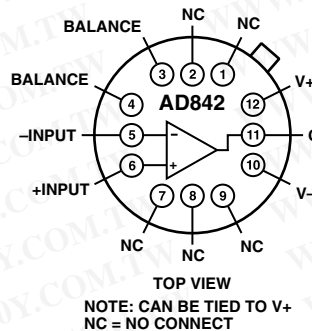 NC
BALANCE
NC
3
2
1
BALANCE
AD842
V+
4
12
–INPUT
5
–
11
+INPUT
6
+
10
V–
7
8
9
NC
NC
NC
TOP VIEW
NOTE: CAN BE TIED TO V+
NC = NO CONNECT